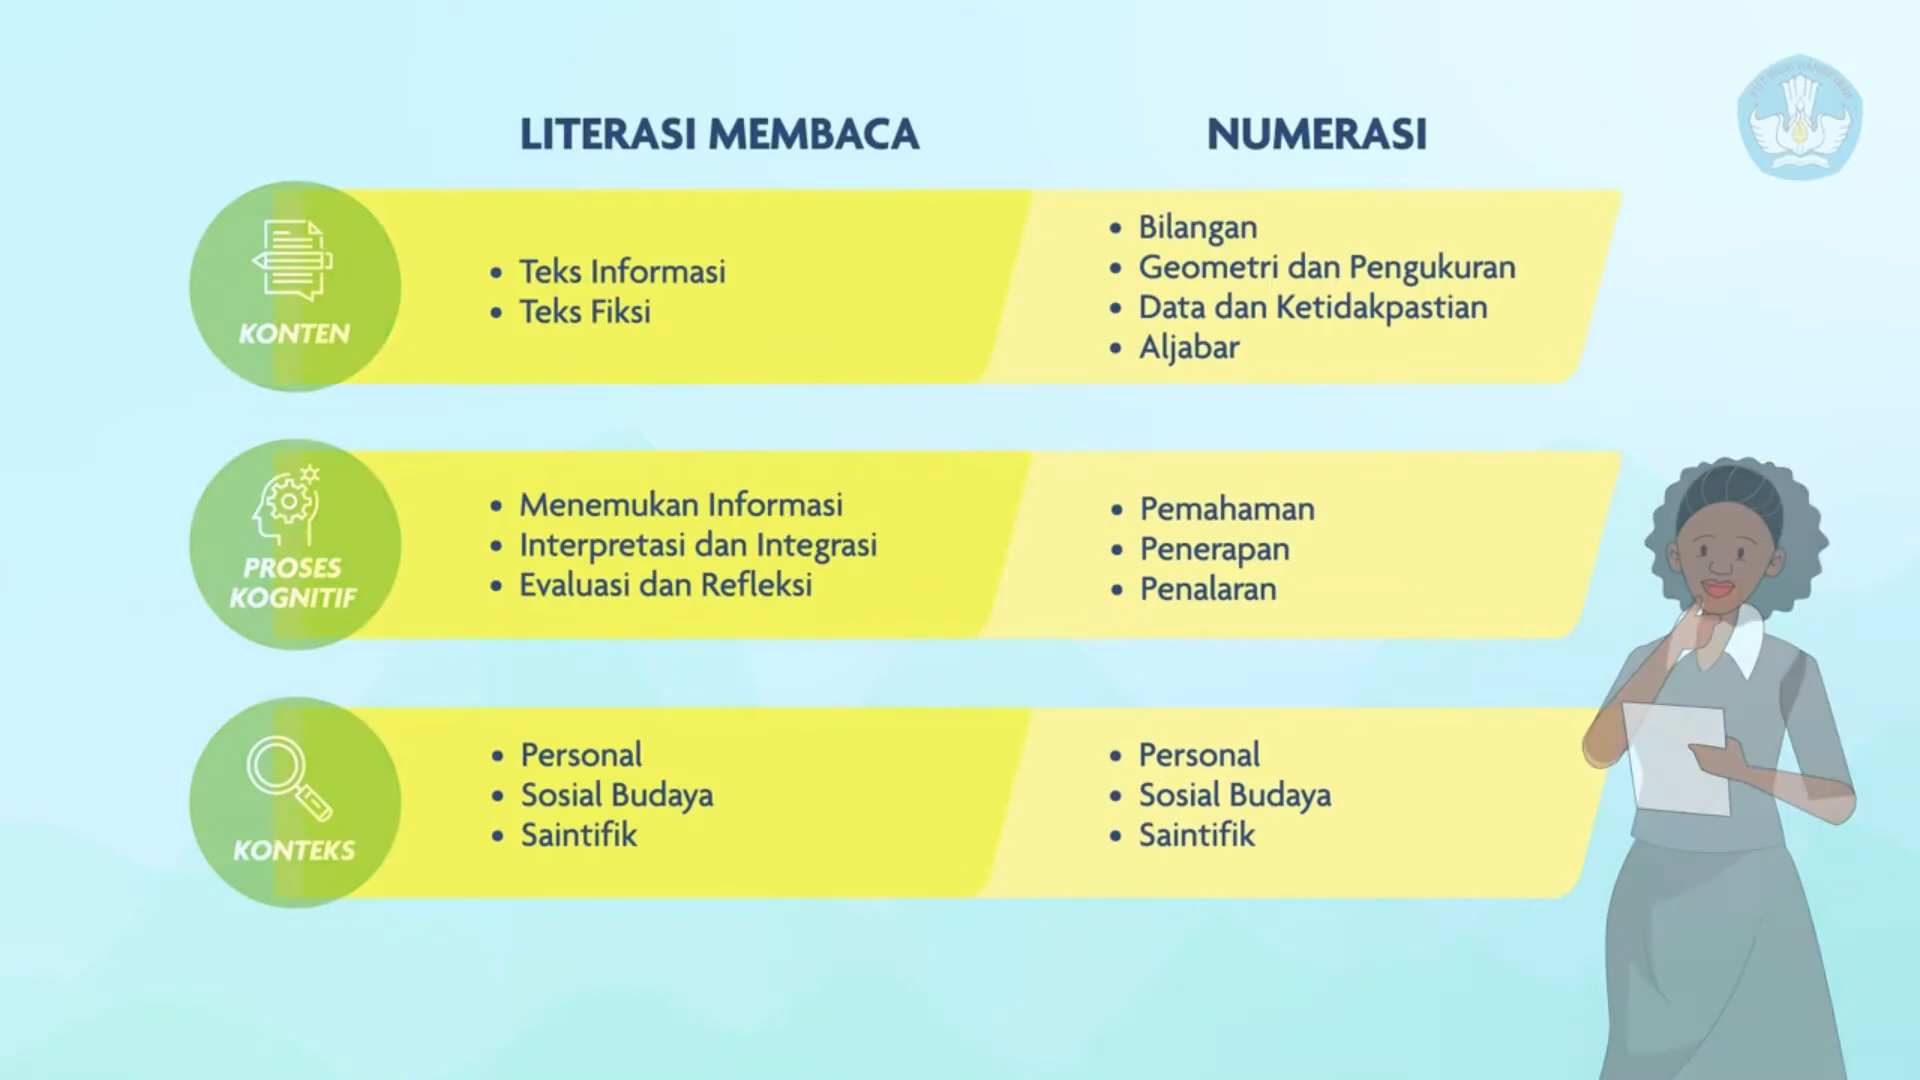 LITERASI MEMBACA
NUMERASI
KONTEN
• Teks Informasi
• Teks Fiksi
• Bilangan
• Geometri dan Pengukuran
• Data dan Ketidakpastian
• Aljabar
PROSES
KOGNITIF
• Menemukan Informasi
• Interpretasi dan Integrasi
• Evaluasi dan Refleksi
• Pemahaman
• Penerapan
• Penalaran
KONTEKS
• Personal
• Sosial Budaya
• Saintifik
• Personal
• Sosial Budaya
• Saintifik